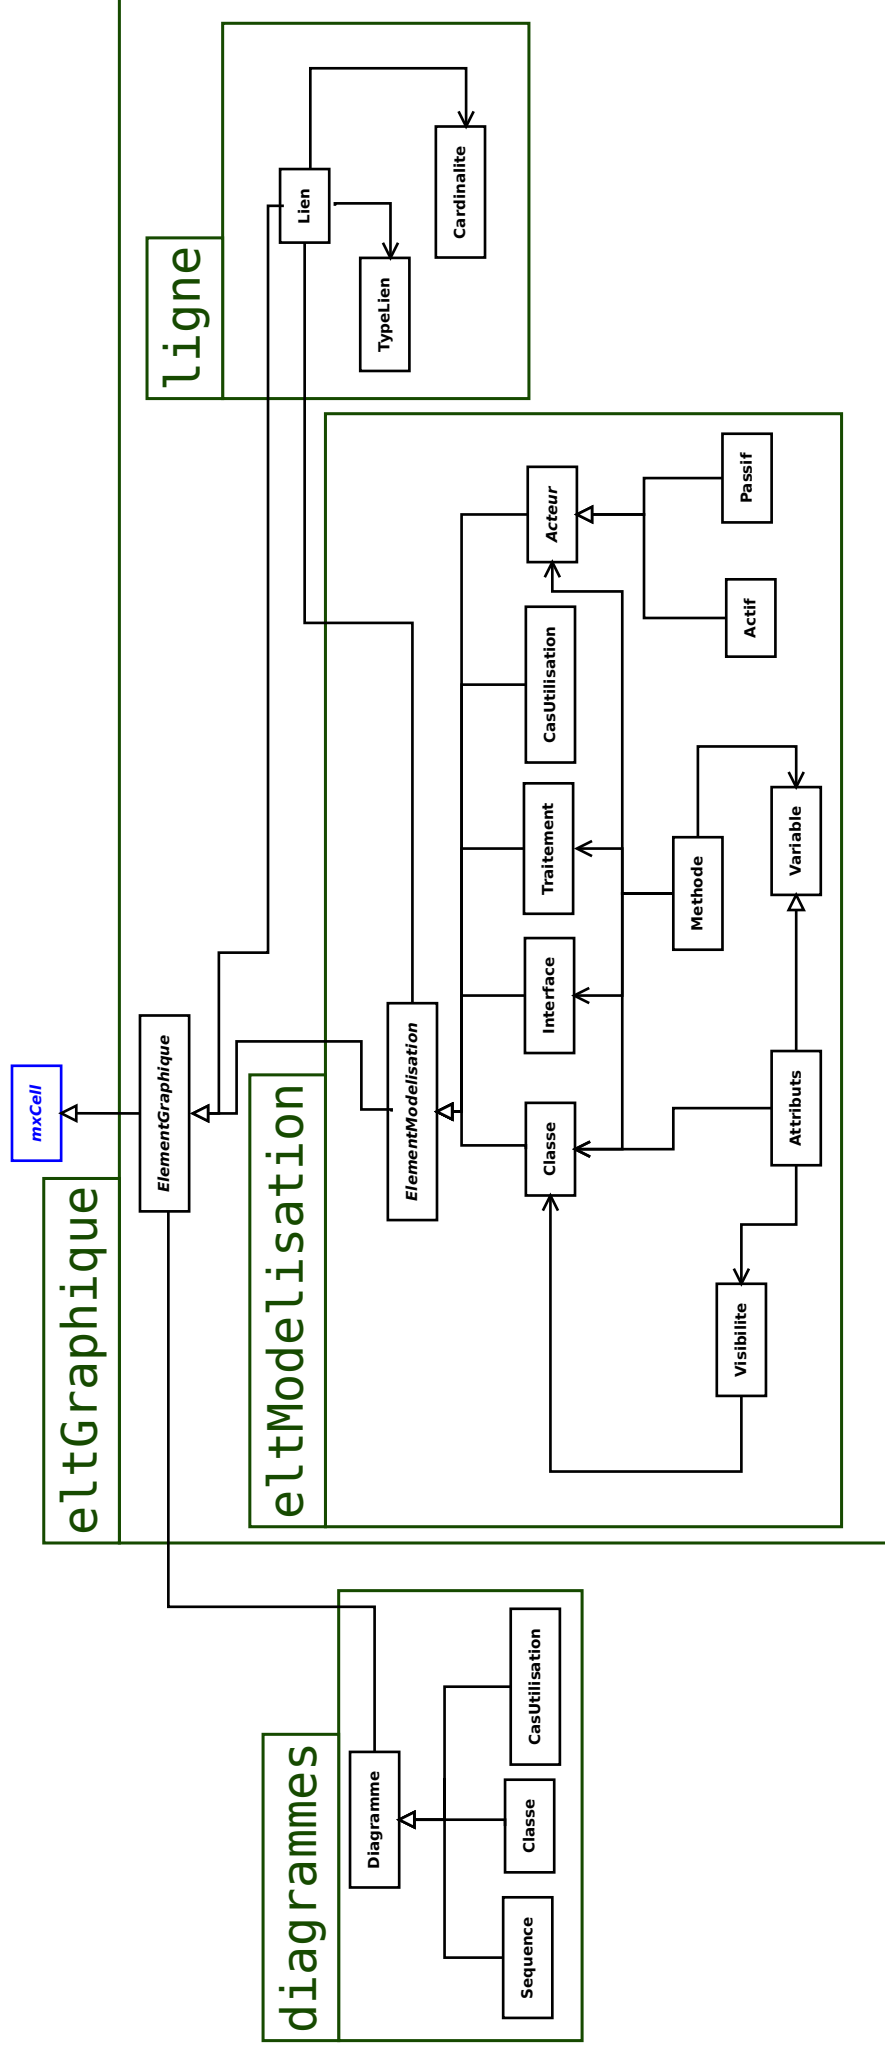 mxCell
eltGraphique
ElementGraphique
ligne
Lien
TypeLien
Cardinalite
eltModelisation
ElementModelisation
Classe
Interface
Traitement
CasUtilisation
Acteur
Methode
Actif
Passif
Visibilite
Attributs
Variable
diagrammes
Diagramme
Sequence
Classe
CasUtilisation